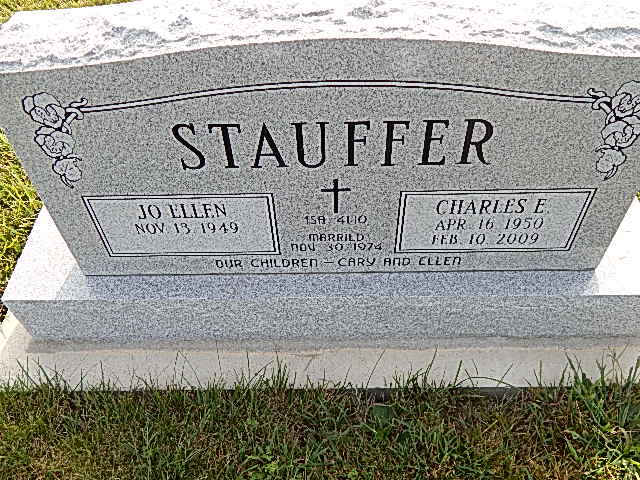 STAUFFER
JO ELLEN
NOV. 13, 1949
ISA 41:10
MARRIED
NOV. 30, 1974
CHARLES E.
APR. 16, 1950
FEB. 10, 2009
OUR CHILDREN – CARY AND ELLEN